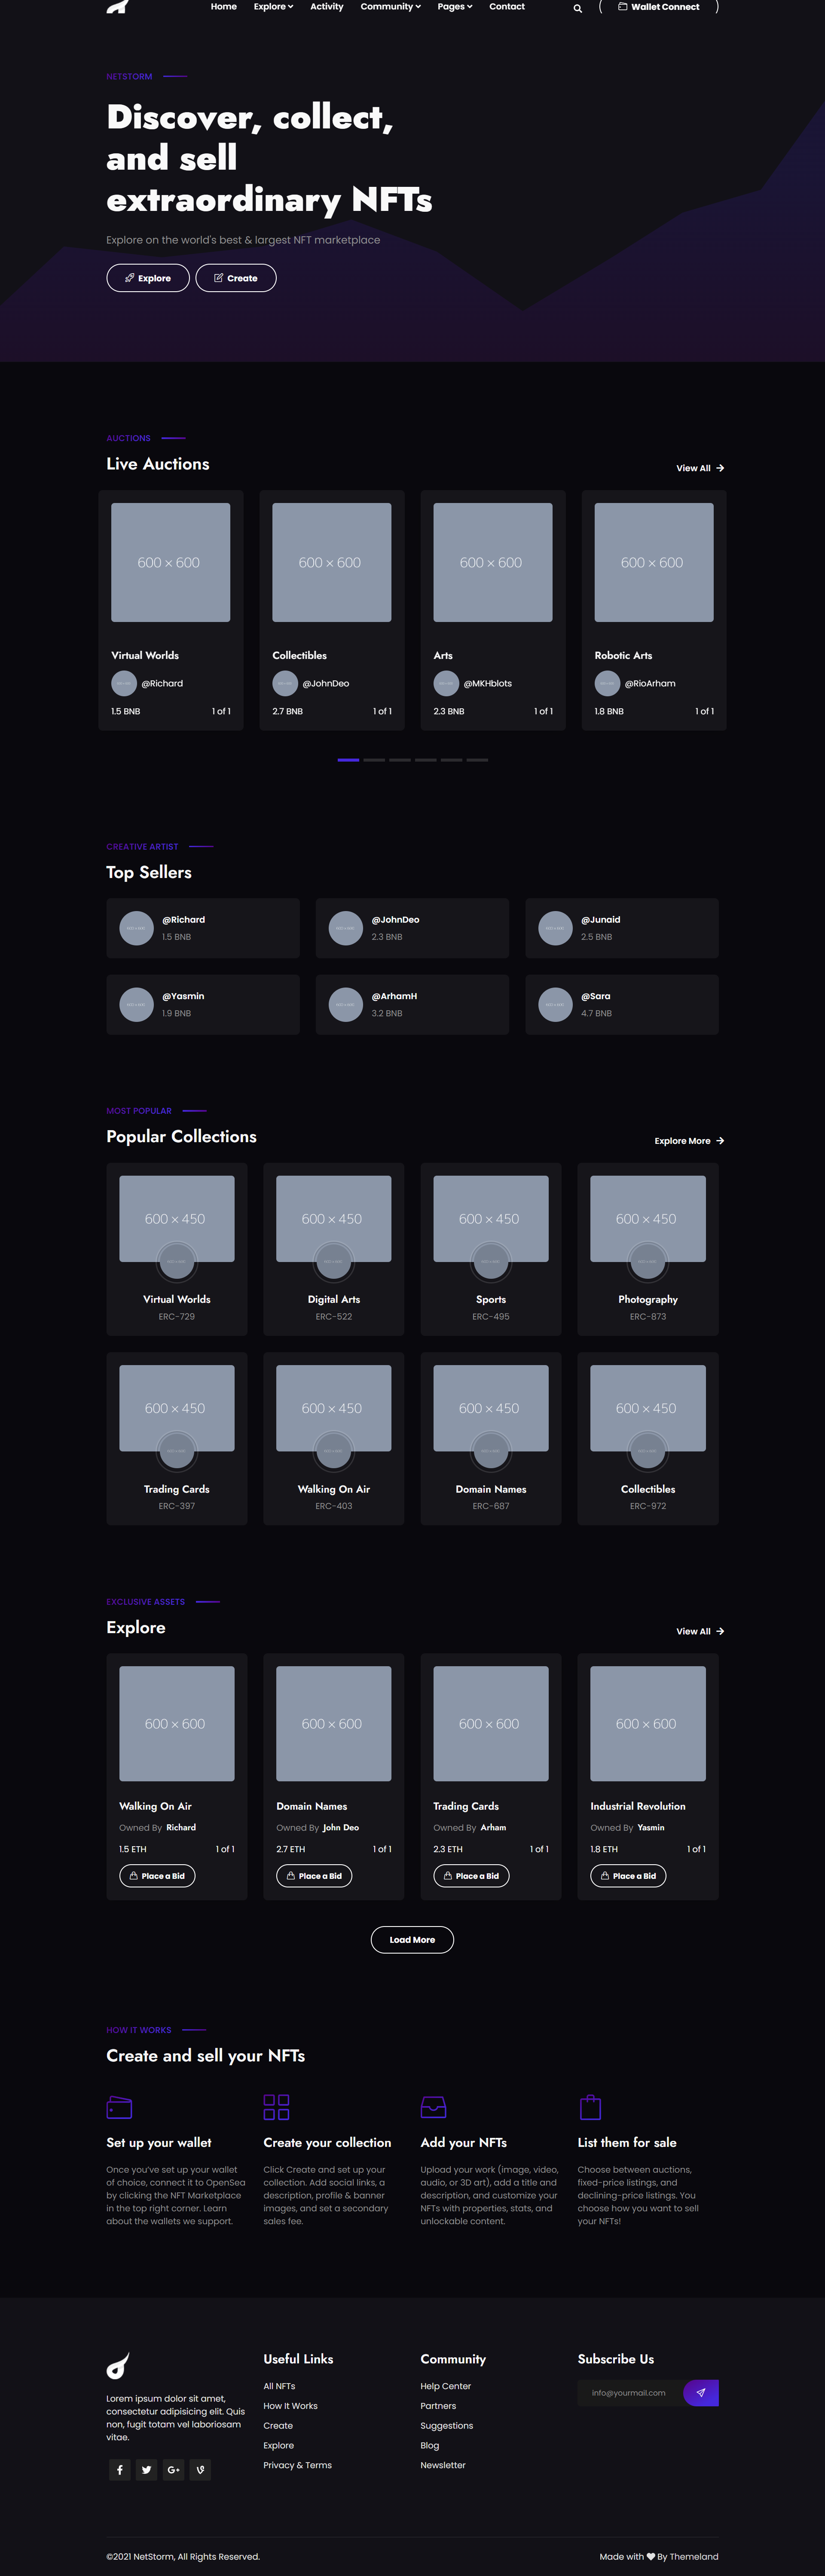 Home Explore Activity Community Pages Contact Wallet Connect
NETSTORM
Discover, collect,
and sell
extraordinary NFTs
Explore on the world's best & largest NFT marketplace
Explore Create
AUCTIONS
Live Auctions
View All
600 × 600 600 × 600 600 × 600 600 × 600
Virtual Worlds Collectibles Arts Robotic Arts
@Richard @JohnDeo @MKHblots @RioArham
1.5 BNB 1 of 1 2.7 BNB 1 of 1 2.3 BNB 1 of 1 1.8 BNB 1 of 1
CREATIVE ARTIST
Top Sellers
@Richard @JohnDeo @Junaid
1.5 BNB 2.3 BNB 2.5 BNB
@Yasmin @ArhamH @Sara
1.9 BNB 3.2 BNB 4.7 BNB
MOST POPULAR
Popular Collections
Explore More
600 × 450 600 × 450 600 × 450 600 × 450
Virtual Worlds Digital Arts Sports Photography
ERC-729 ERC-522 ERC-495 ERC-873
600 × 450 600 × 450 600 × 450 600 × 450
Trading Cards Walking On Air Domain Names Collectibles
ERC-397 ERC-403 ERC-687 ERC-972
EXCLUSIVE ASSETS
Explore
View All
600 × 600 600 × 600 600 × 600 600 × 600
Walking On Air Domain Names Trading Cards Industrial Revolution
Owned By Richard Owned By John Deo Owned By Arham Owned By Yasmin
1.5 ETH 1 of 1 2.7 ETH 1 of 1 2.3 ETH 1 of 1 1.8 ETH 1 of 1
Place a Bid Place a Bid Place a Bid Place a Bid
Load More
HOW IT WORKS
Create and sell your NFTs
Set up your wallet
Once you've set up your wallet
of choice, connect it to OpenSea
by clicking the NFT Marketplace
in the top right corner. Learn
about the wallets we support.
Create your collection
Click Create and set up your
collection. Add social links, a
description, profile & banner
images, and set a secondary
sales fee.
Add your NFTs
Upload your work (image, video,
audio, or 3D art), add a title and
description, and customize your
NFTs with properties, stats, and
unlockable content.
List them for sale
Choose between auctions,
fixed-price listings, and
declining-price listings. You
choose how you want to sell
your NFTs!
Lorem ipsum dolor sit amet,
consectetur adipisicing elit. Quis
non, fugit totam vel laboriosam
vitae.
Useful Links
All NFTs
How It Works
Create
Explore
Privacy & Terms
Community
Help Center
Partners
Suggestions
Blog
Newsletter
Subscribe Us
info@yourmail.com
©2021 NetStorm, All Rights Reserved.
Made with By Themeland